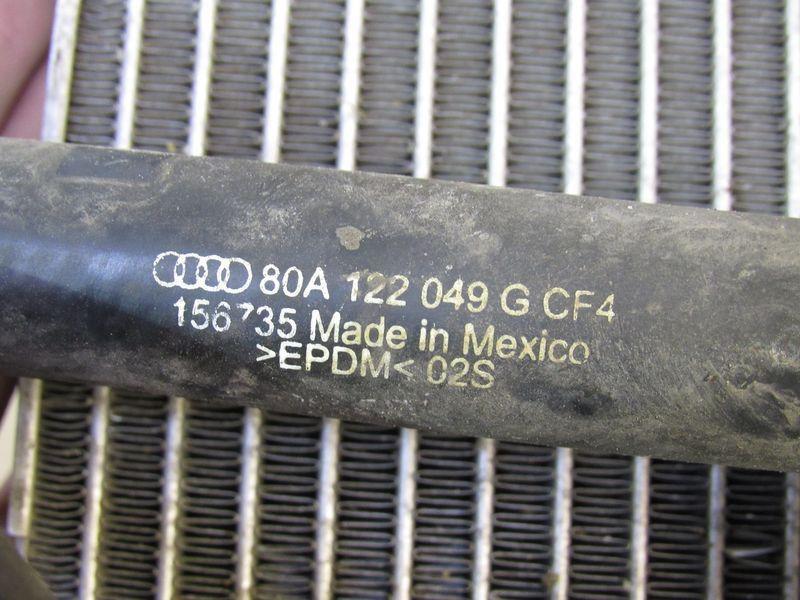 80A 122 049 G CF4
156735 Made in Mexico
>EPDM< 02S